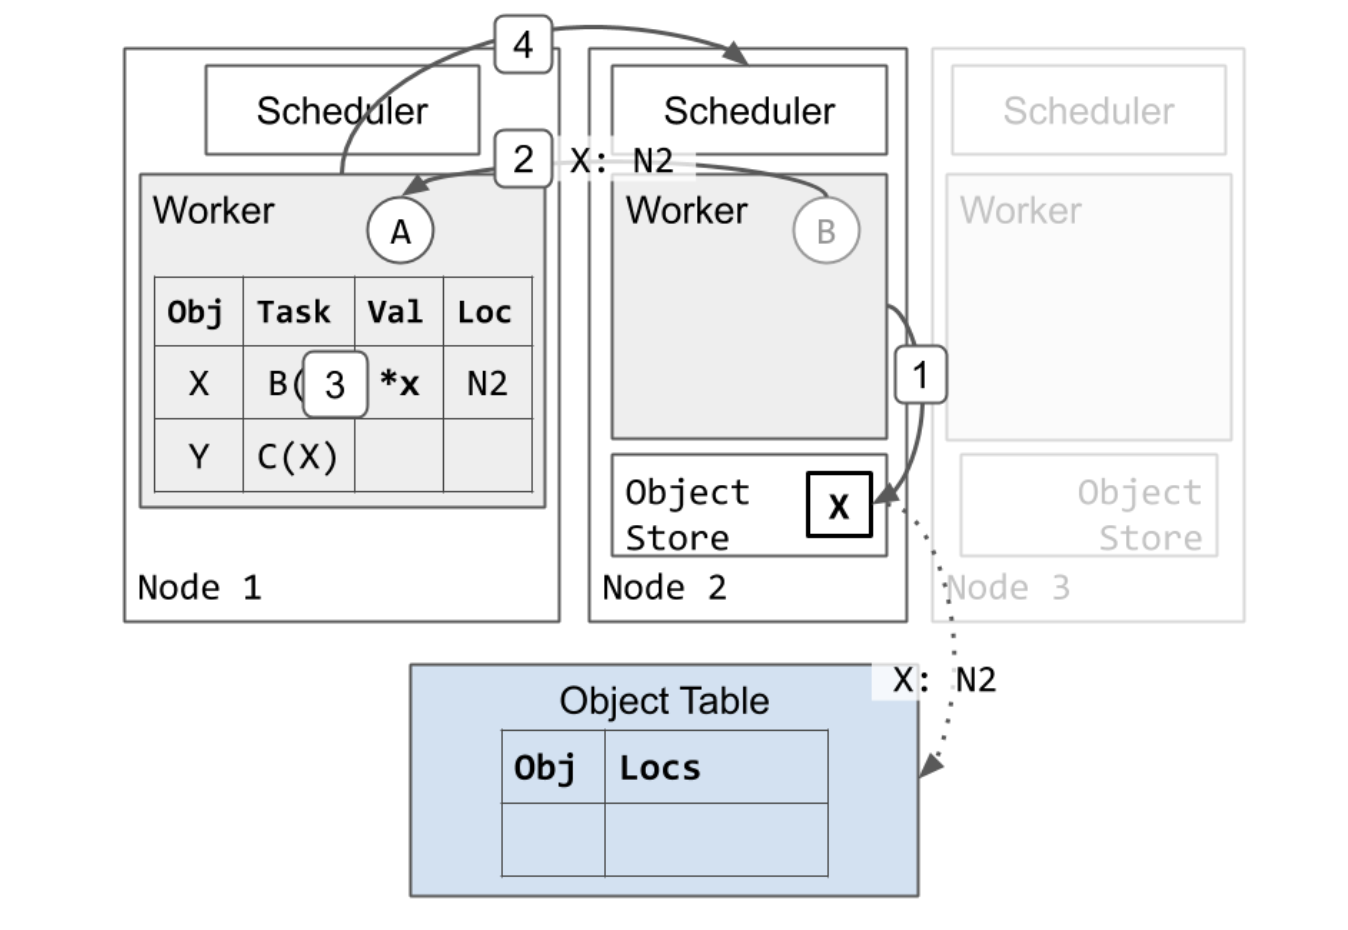 4
Scheduler
Scheduler
Scheduler
2
X: N2
Worker
A
Worker
B
Worker
Obj Task Val Loc
X B( 3 *x N2
Y C(X)
1
Object
Store
X
Object
Store
Node 1
Node 2
Node 3
X: N2
Object Table
Obj Locs